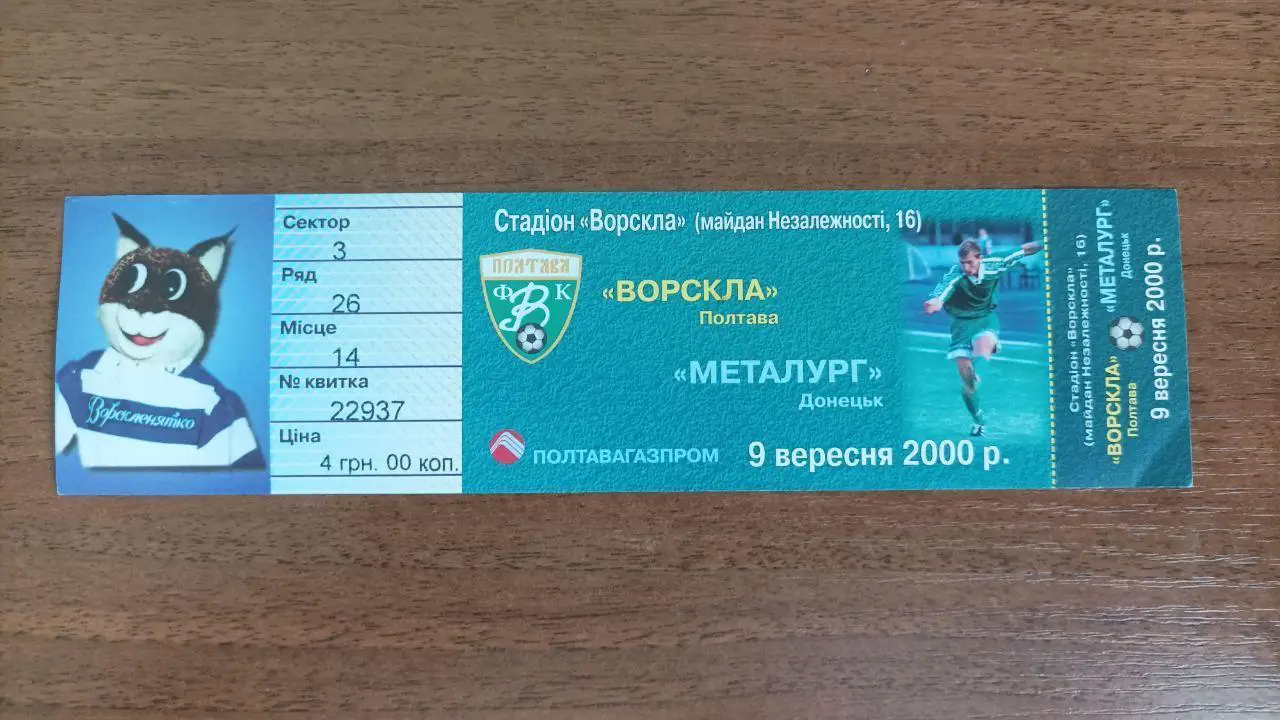 Ворскленятко
Сектор
3
Ряд
26
Місце
14
№ квитка
22937
Ціна
4 грн. 00 коп.
Стадіон «Ворскла» (майдан Незалежності, 16)
ПОЛТАВА
ФВК
«ВОРСКЛА»
Полтава
«МЕТАЛУРГ»
Донецьк
ПОЛТАВАГАЗПРОМ
9 вересня 2000 р.
Стадіон «Ворскла»
(майдан Незалежності, 16)
«ВОРСКЛА» «МЕТАЛУРГ»
Полтава Донецьк
9 вересня 2000 р.